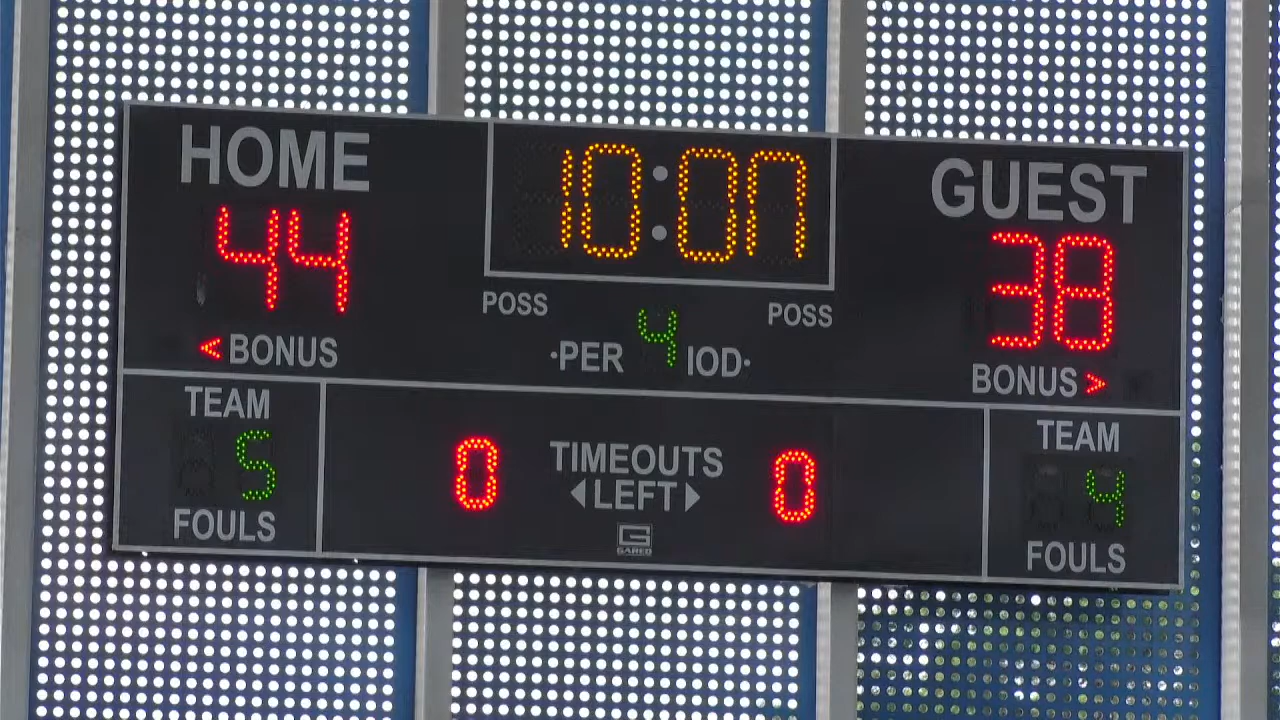 HOME
10:00
GUEST
44
38
POSS
POSS
·PER 4 IOD·
< BONUS
BONUS >
TEAM
5
FOULS
0
TIMEOUTS
◀LEFT▶
0
G
GARED
TEAM
4
FOULS